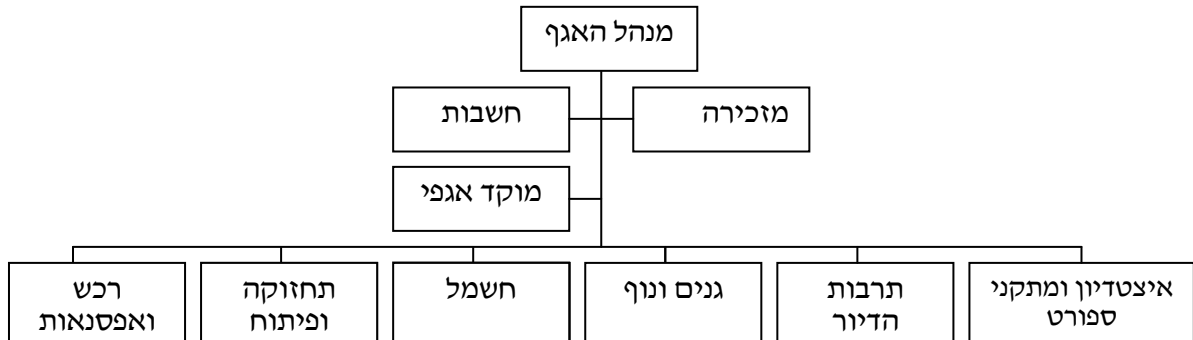 מנהל האגף
מזכירה
חשבות
מוקד אגפי
איצטדיון ומתקני
ספורט
תרבות
הדיור
גנים ונוף
חשמל
תחזוקה
ופיתוח
רכש
ואפסנאות